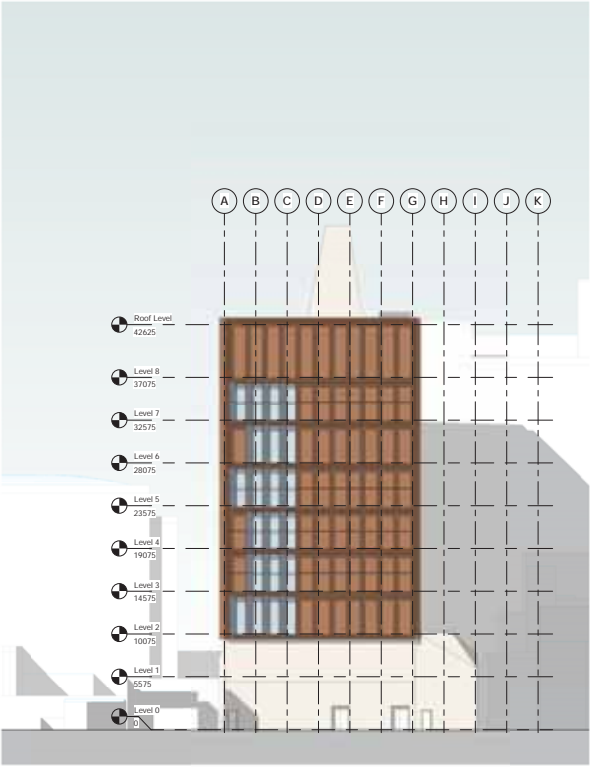 A B C D E F G H I J K
Roof Level
42625
Level 8
37075
Level 7
32575
Level 6
28075
Level 5
23575
Level 4
19075
Level 3
14575
Level 2
10075
Level 1
5575
Level 0
0